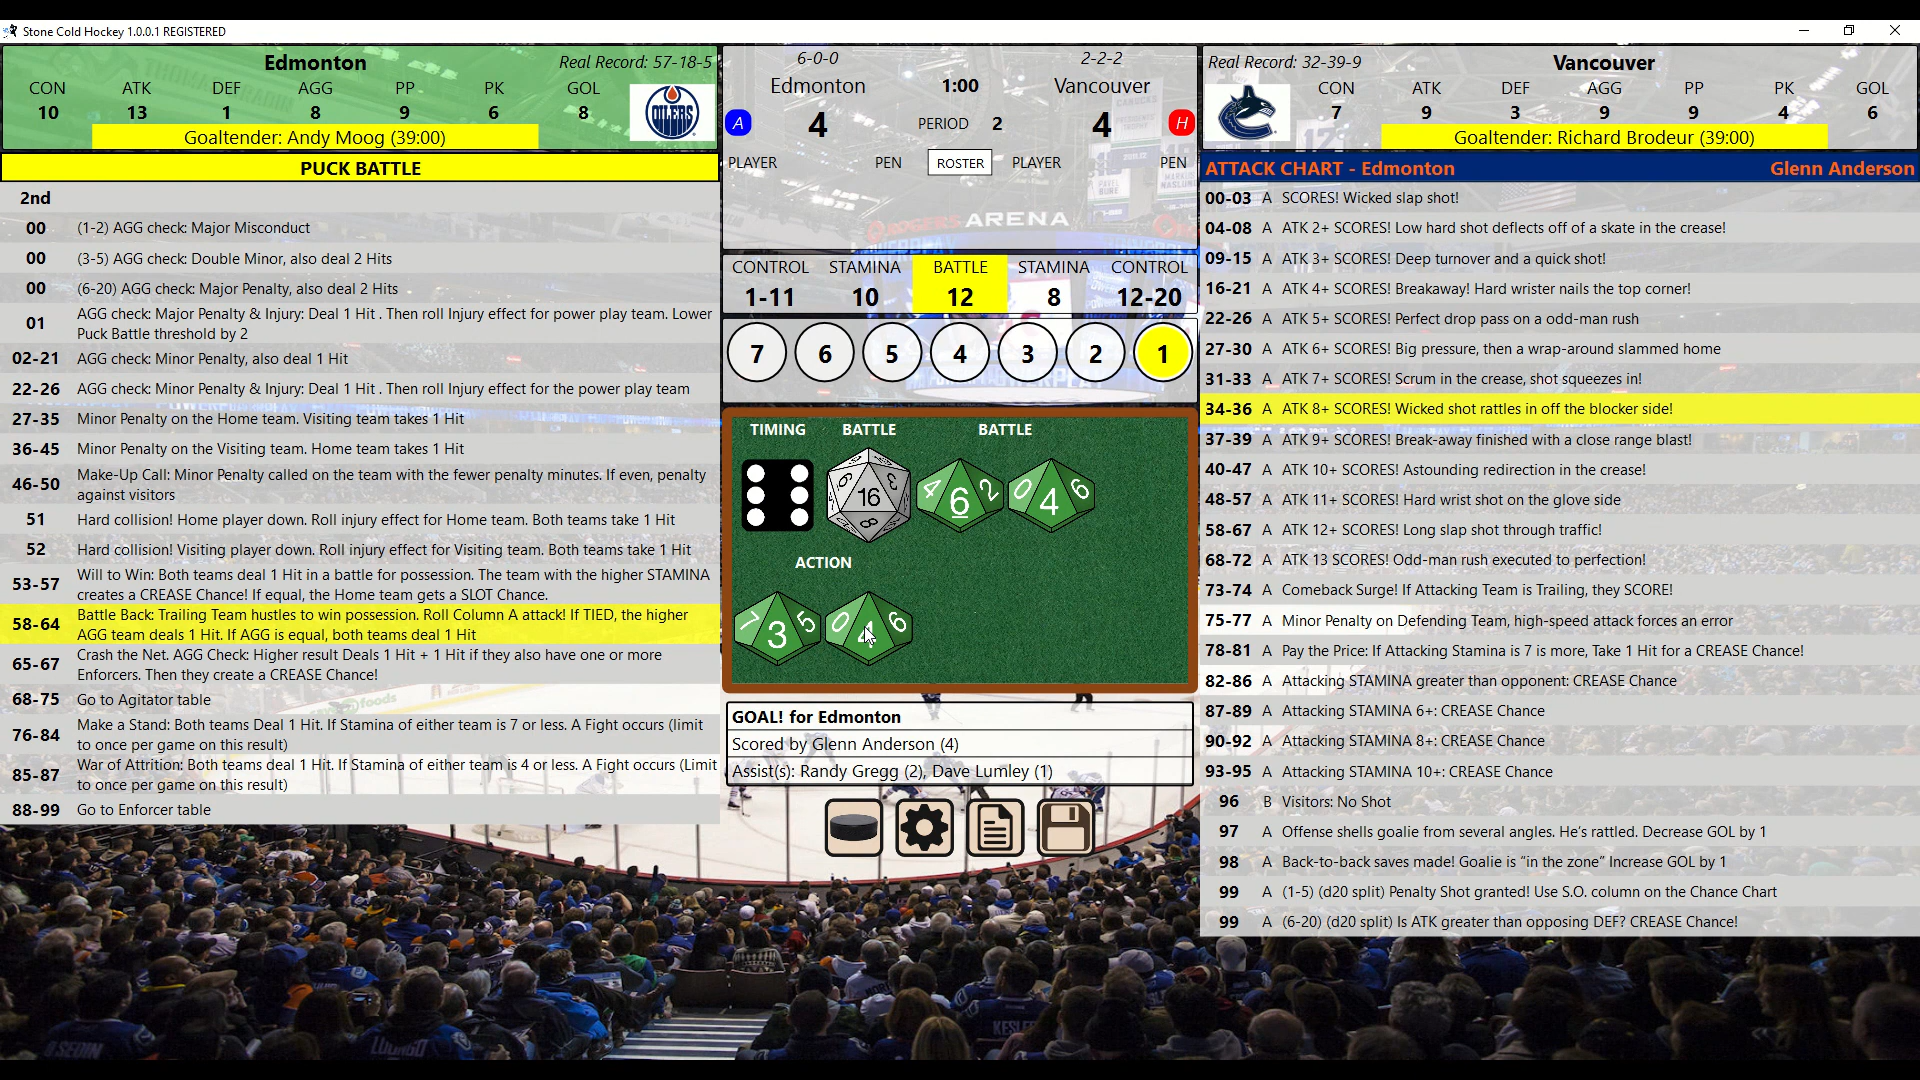 Stone Cold Hockey 1.0.0.1 REGISTERED
Edmonton
Real Record: 57-18-5
CON ATK DEF AGG PP PK GOL
10 13 1 8 9 6 8
OILERS
Goaltender: Andy Moog (39:00)
PUCK BATTLE
2nd
00 (1-2) AGG check: Major Misconduct
00 (3-5) AGG check: Double Minor, also deal 2 Hits
00 (6-20) AGG check: Major Penalty, also deal 2 Hits
01 AGG check: Major Penalty & Injury: Deal 1 Hit . Then roll Injury effect for power play team. Lower
Puck Battle threshold by 2
02-21 AGG check: Minor Penalty, also deal 1 Hit
22-26 AGG check: Minor Penalty & Injury: Deal 1 Hit . Then roll Injury effect for the power play team
27-35 Minor Penalty on the Home team. Visiting team takes 1 Hit
36-45 Minor Penalty on the Visiting team. Home team takes 1 Hit
46-50 Make-Up Call: Minor Penalty called on the team with the fewer penalty minutes. If even, penalty
against visitors
51 Hard collision! Home player down. Roll injury effect for Home team. Both teams take 1 Hit
52 Hard collision! Visiting player down. Roll injury effect for Visiting team. Both teams take 1 Hit
53-57 Will to Win: Both teams deal 1 Hit in a battle for possession. The team with the higher STAMINA
creates a CREASE Chance! If equal, the Home team gets a SLOT Chance.
58-64 Battle Back: Trailing Team hustles to win possession. Roll Column A attack! If TIED, the higher
AGG team deals 1 Hit. If AGG is equal, both teams deal 1 Hit
65-67 Crash the Net. AGG Check: Higher result Deals 1 Hit + 1 Hit if they also have one or more
Enforcers. Then they create a CREASE Chance!
68-75 Go to Agitator table
76-84 Make a Stand: Both teams Deal 1 Hit. If Stamina of either team is 7 or less. A Fight occurs (limit
to once per game on this result)
85-87 War of Attrition: Both teams deal 1 Hit. If Stamina of either team is 4 or less. A Fight occurs (Limit
to once per game on this result)
88-99 Go to Enforcer table
6-0-0 2-2-2
Edmonton 1:00 Vancouver
A 4 PERIOD 2 4 H
PLAYER PEN ROSTER PLAYER PEN
ROGERS ARENA
CONTROL STAMINA BATTLE STAMINA CONTROL
1-11 10 12 8 12-20
7 6 5 4 3 2 1
TIMING BATTLE BATTLE
16 6 4
ACTION
3 4
GOAL! for Edmonton
Scored by Glenn Anderson (4)
Assist(s): Randy Gregg (2), Dave Lumley (1)
Real Record: 32-39-9
Vancouver
CON ATK DEF AGG PP PK GOL
7 9 3 9 9 4 6
Goaltender: Richard Brodeur (39:00)
ATTACK CHART - Edmonton Glenn Anderson
00-03 A SCORES! Wicked slap shot!
04-08 A ATK 2+ SCORES! Low hard shot deflects off of a skate in the crease!
09-15 A ATK 3+ SCORES! Deep turnover and a quick shot!
16-21 A ATK 4+ SCORES! Breakaway! Hard wrister nails the top corner!
22-26 A ATK 5+ SCORES! Perfect drop pass on a odd-man rush
27-30 A ATK 6+ SCORES! Big pressure, then a wrap-around slammed home
31-33 A ATK 7+ SCORES! Scrum in the crease, shot squeezes in!
34-36 A ATK 8+ SCORES! Wicked shot rattles in off the blocker side!
37-39 A ATK 9+ SCORES! Break-away finished with a close range blast!
40-47 A ATK 10+ SCORES! Astounding redirection in the crease!
48-57 A ATK 11+ SCORES! Hard wrist shot on the glove side
58-67 A ATK 12+ SCORES! Long slap shot through traffic!
68-72 A ATK 13 SCORES! Odd-man rush executed to perfection!
73-74 A Comeback Surge! If Attacking Team is Trailing, they SCORE!
75-77 A Minor Penalty on Defending Team, high-speed attack forces an error
78-81 A Pay the Price: If Attacking Stamina is 7 is more, Take 1 Hit for a CREASE Chance!
82-86 A Attacking STAMINA greater than opponent: CREASE Chance
87-89 A Attacking STAMINA 6+: CREASE Chance
90-92 A Attacking STAMINA 8+: CREASE Chance
93-95 A Attacking STAMINA 10+: CREASE Chance
96 B Visitors: No Shot
97 A Offense shells goalie from several angles. He's rattled. Decrease GOL by 1
98 A Back-to-back saves made! Goalie is “in the zone” Increase GOL by 1
99 A (1-5) (d20 split) Penalty Shot granted! Use S.O. column on the Chance Chart
99 A (6-20) (d20 split) Is ATK greater than opposing DEF? CREASE Chance!